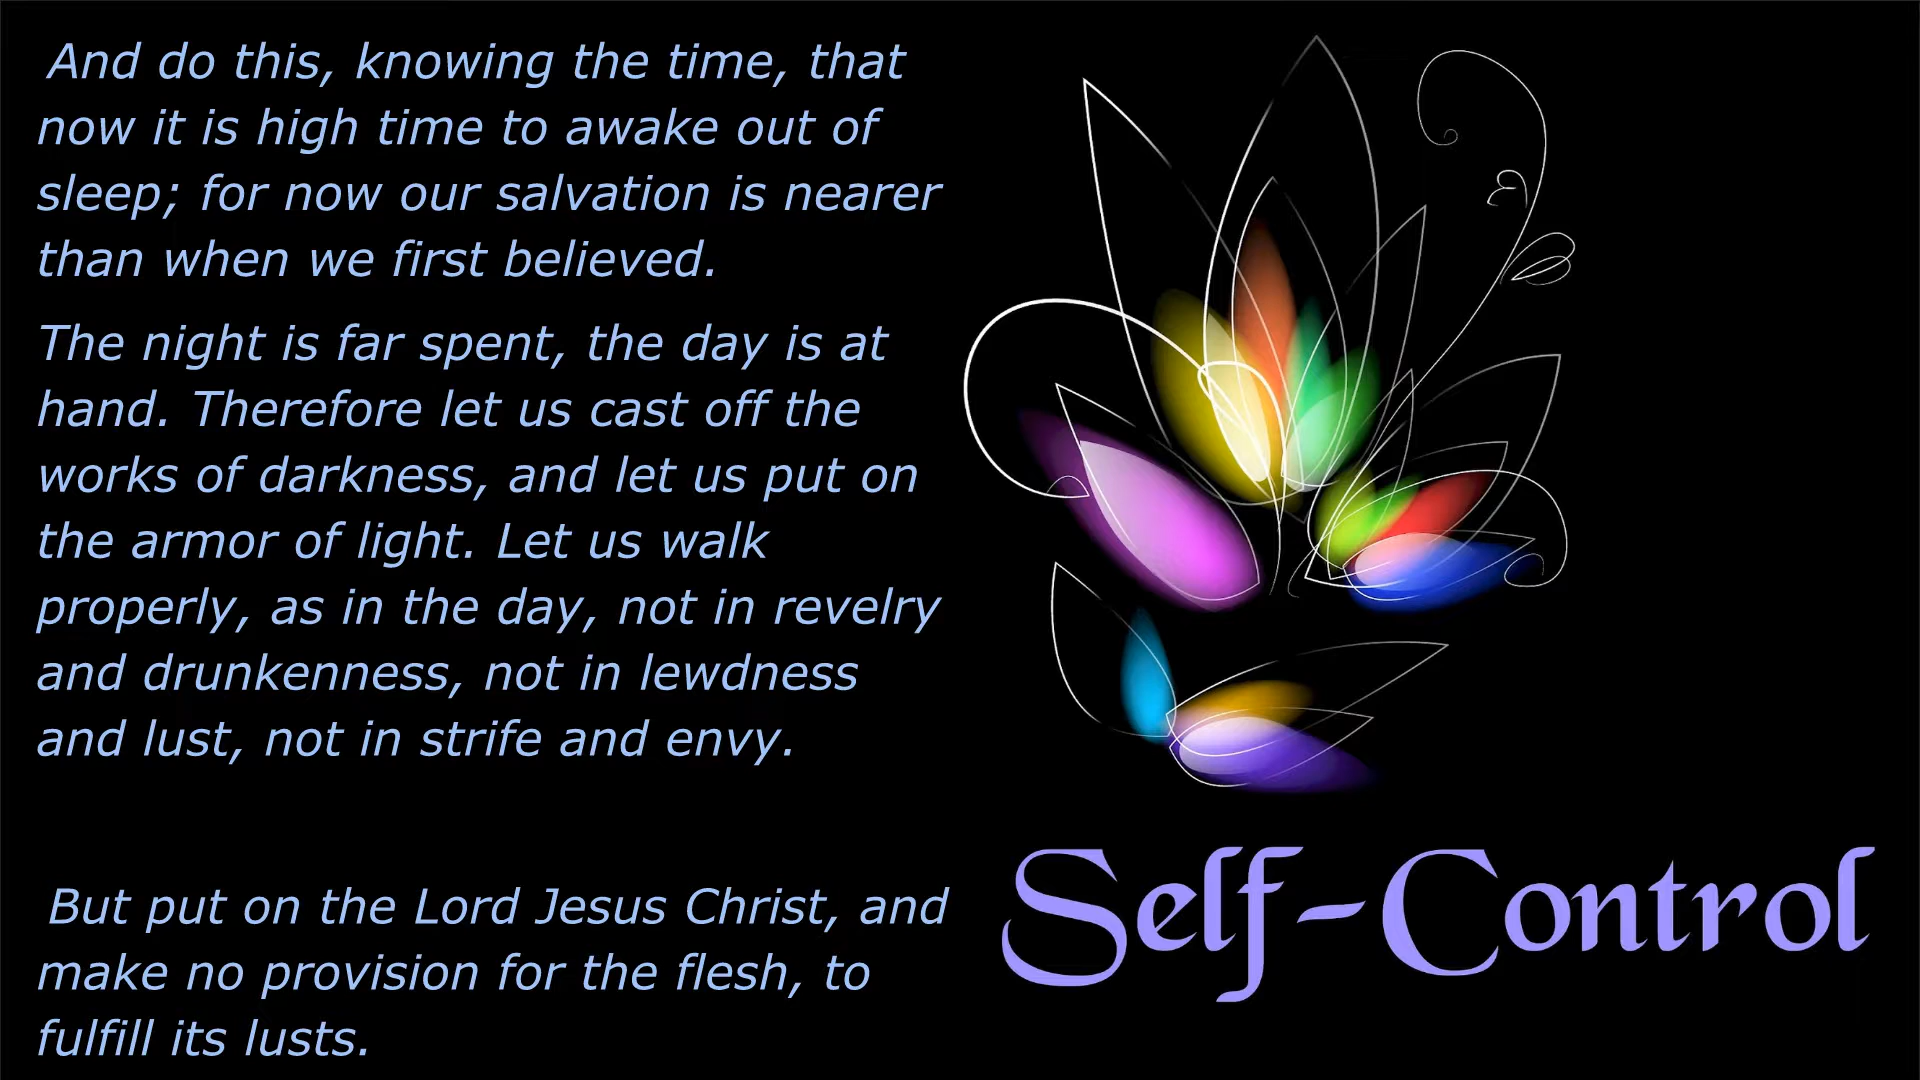 And do this, knowing the time, that
now it is high time to awake out of
sleep; for now our salvation is nearer
than when we first believed.
The night is far spent, the day is at
hand. Therefore let us cast off the
works of darkness, and let us put on
the armor of light. Let us walk
properly, as in the day, not in revelry
and drunkenness, not in lewdness
and lust, not in strife and envy.
But put on the Lord Jesus Christ, and
make no provision for the flesh, to
fulfill its lusts.
Self-Control